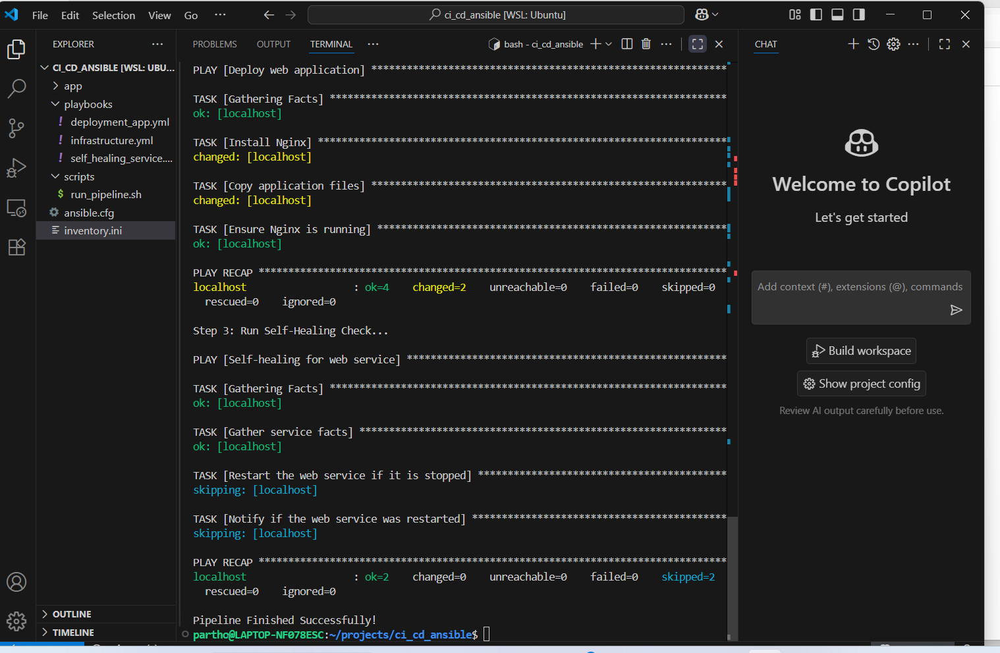 File Edit Selection View Go ··· ci_cd_ansible [WSL: Ubuntu]
EXPLORER ···
CI_CD_ANSIBLE [WSL: UBU...
app
playbooks
! deployment_app.yml
! infrastructure.yml
! self_healing_service....
scripts
$ run_pipeline.sh
ansible.cfg
inventory.ini
OUTLINE
TIMELINE
PROBLEMS OUTPUT TERMINAL ··· bash - ci_cd_ansible
PLAY [Deploy web application] ************************************************************
TASK [Gathering Facts] *******************************************************************
ok: [localhost]
TASK [Install Nginx] *********************************************************************
changed: [localhost]
TASK [Copy application files] ************************************************************
changed: [localhost]
TASK [Ensure Nginx is running] ***********************************************************
ok: [localhost]
PLAY RECAP *******************************************************************************
localhost : ok=4 changed=2 unreachable=0 failed=0 skipped=0
rescued=0 ignored=0
Step 3: Run Self-Healing Check...
PLAY [Self-healing for web service] ******************************************************
TASK [Gathering Facts] *******************************************************************
ok: [localhost]
TASK [Gather service facts] **************************************************************
ok: [localhost]
TASK [Restart the web service if it is stopped] ******************************************
skipping: [localhost]
TASK [Notify if the web service was restarted] *******************************************
skipping: [localhost]
PLAY RECAP *******************************************************************************
localhost : ok=2 changed=0 unreachable=0 failed=0 skipped=2
rescued=0 ignored=0
Pipeline Finished Successfully!
partho@LAPTOP-NF078ESC:~/projects/ci_cd_ansible$
CHAT
Welcome to Copilot
Let's get started
Add context (#), extensions (@), commands
Build workspace
Show project config
Review AI output carefully before use.